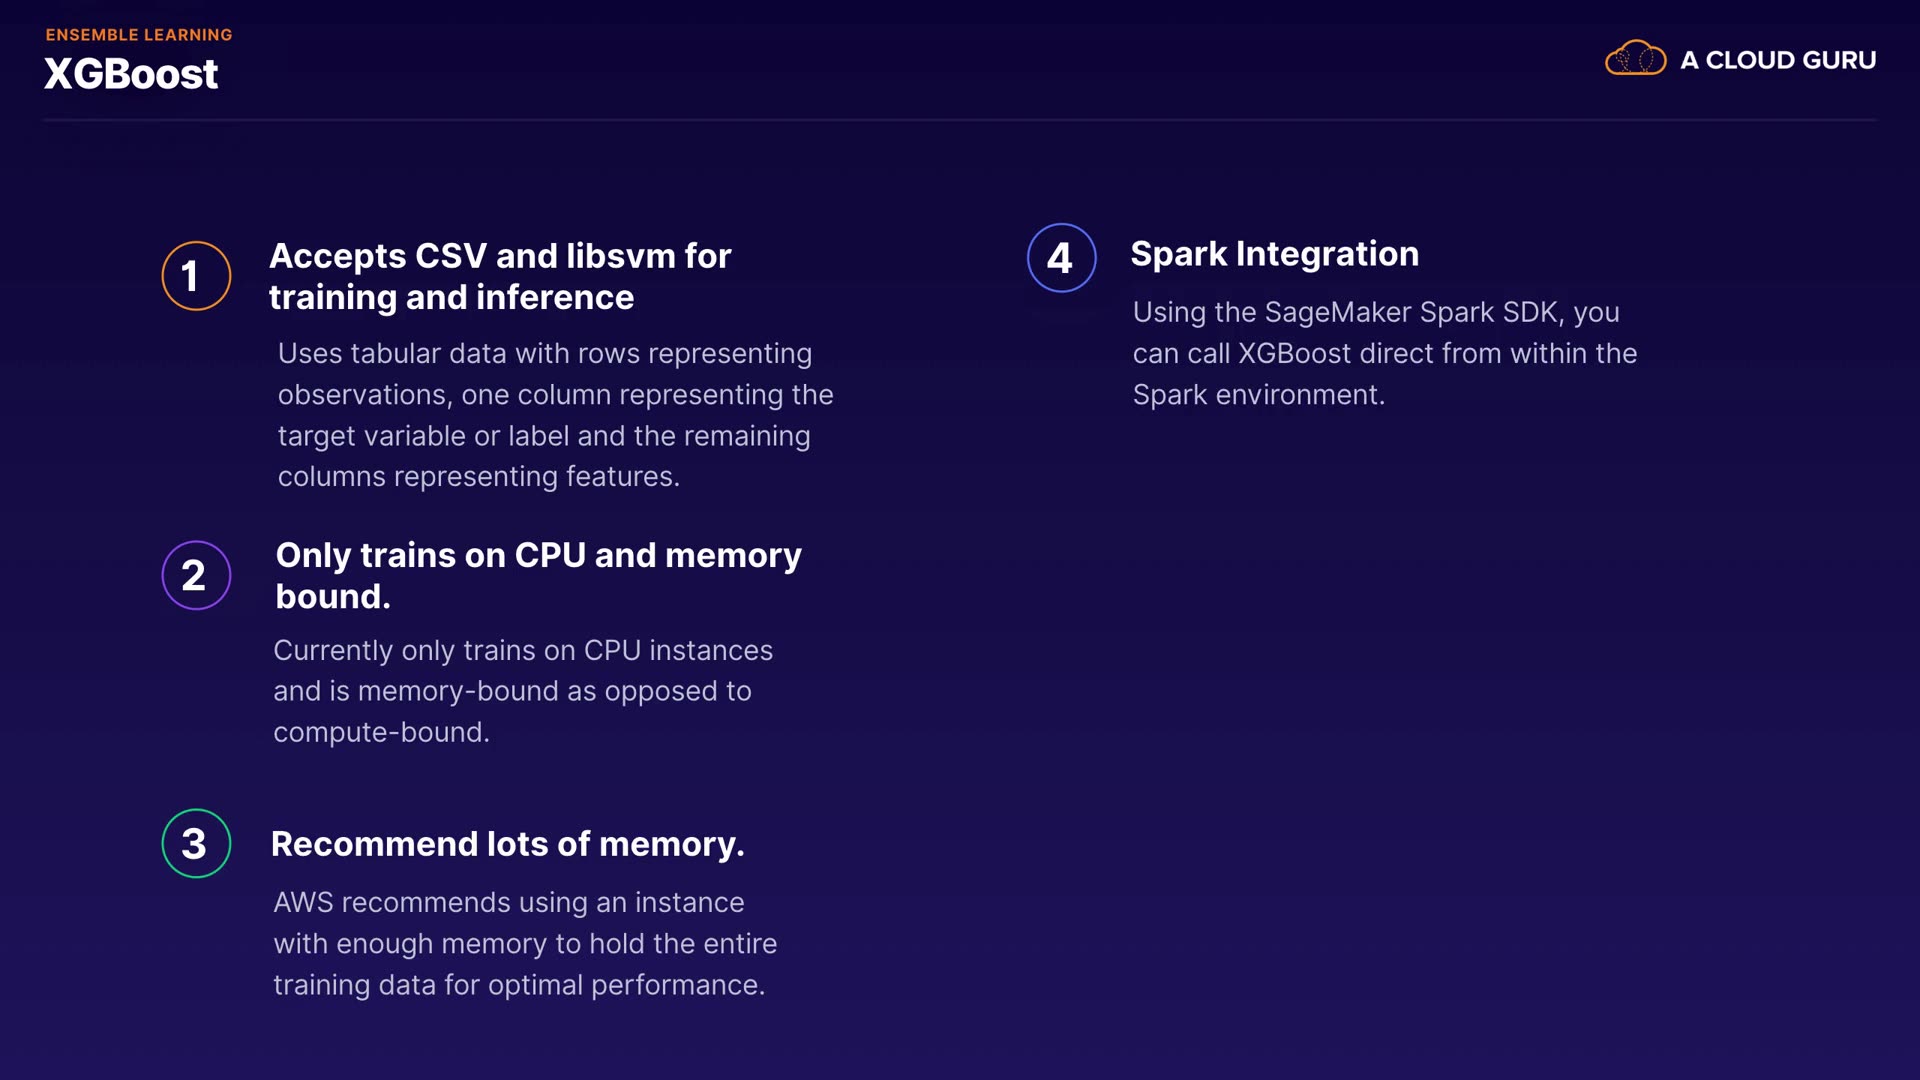 ENSEMBLE LEARNING
XGBoost
A CLOUD GURU
1
Accepts CSV and libsvm for
training and inference
Uses tabular data with rows representing
observations, one column representing the
target variable or label and the remaining
columns representing features.
2
Only trains on CPU and memory
bound.
Currently only trains on CPU instances
and is memory-bound as opposed to
compute-bound.
3
Recommend lots of memory.
AWS recommends using an instance
with enough memory to hold the entire
training data for optimal performance.
4
Spark Integration
Using the SageMaker Spark SDK, you
can call XGBoost direct from within the
Spark environment.